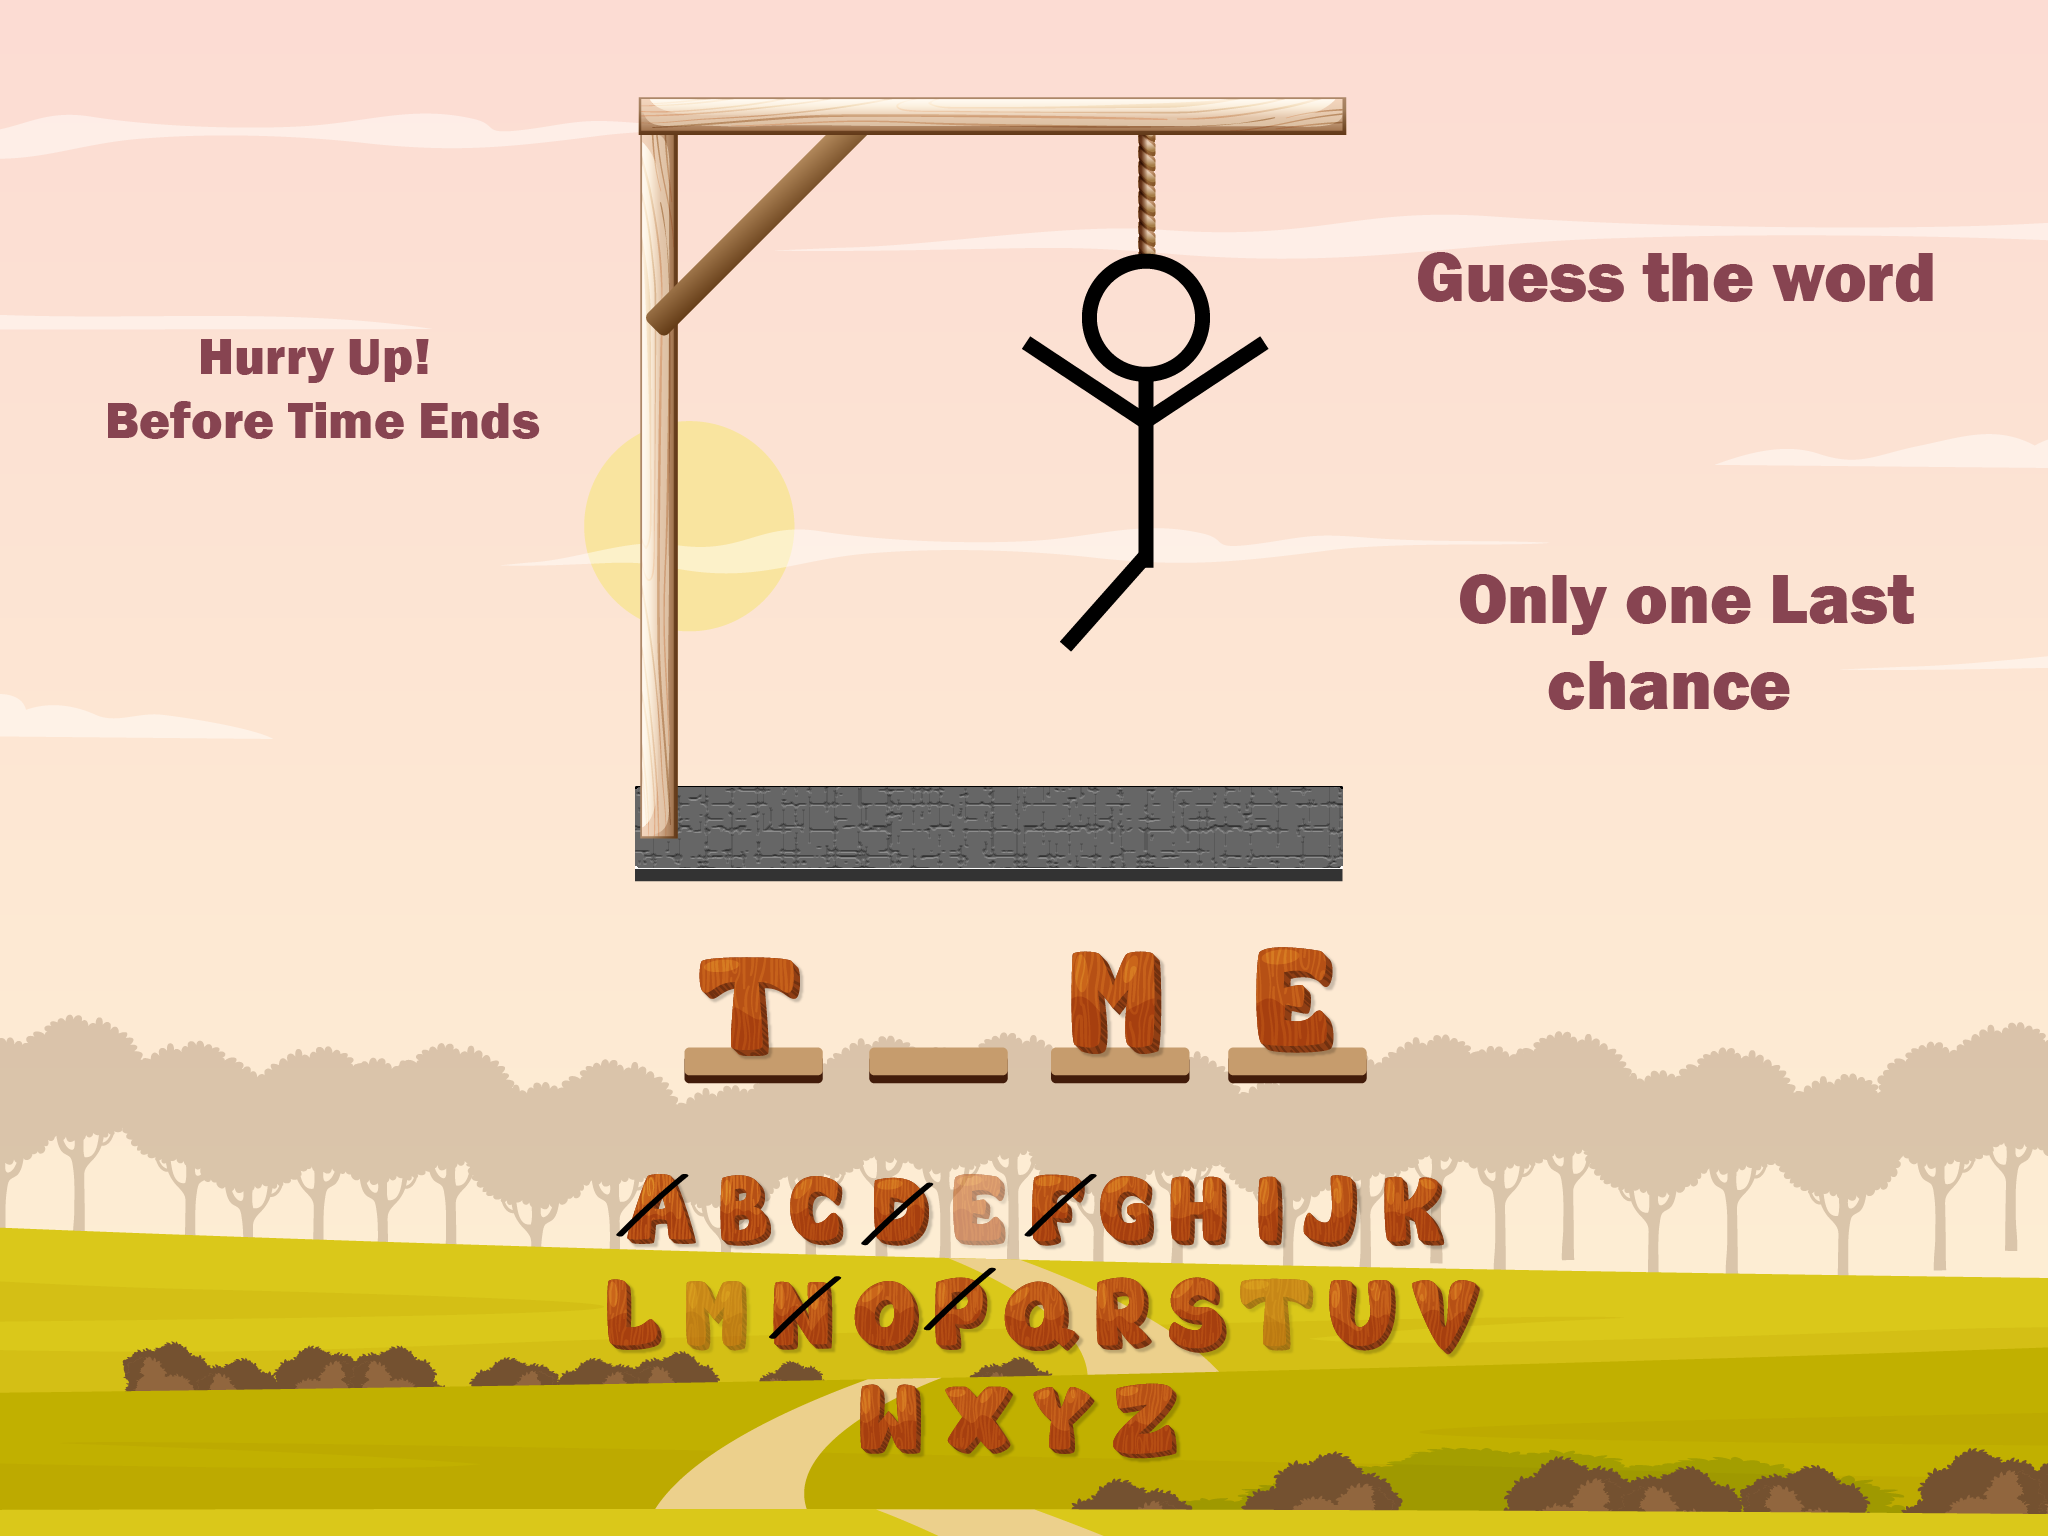 Guess the word
Hurry Up!
Before Time Ends
Only one Last
chance
T M E
A B C D E F G H I J K
L M N O P Q R S T U V
W X Y Z